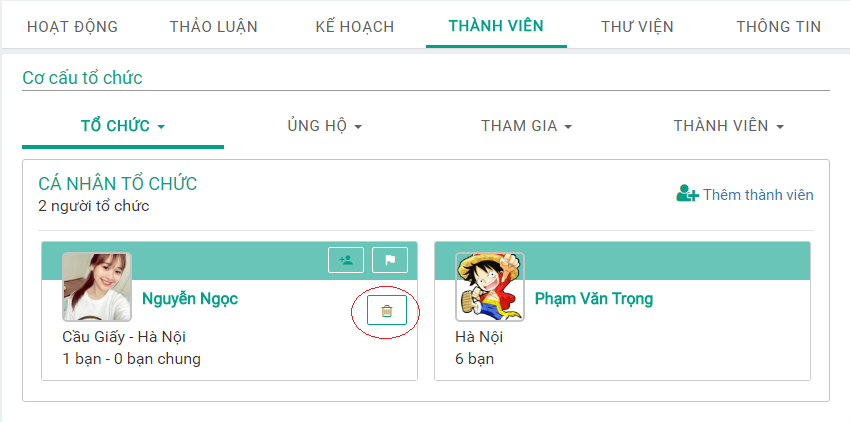 HOẠT ĐỘNG THẢO LUẬN KẾ HOẠCH THÀNH VIÊN THƯ VIỆN THÔNG TIN
Cơ cấu tổ chức
TỔ CHỨC ỦNG HỘ THAM GIA THÀNH VIÊN
CÁ NHÂN TỔ CHỨC
2 người tổ chức
Thêm thành viên
Nguyễn Ngọc
Cầu Giấy - Hà Nội
1 bạn - 0 bạn chung
Phạm Văn Trọng
Hà Nội
6 bạn